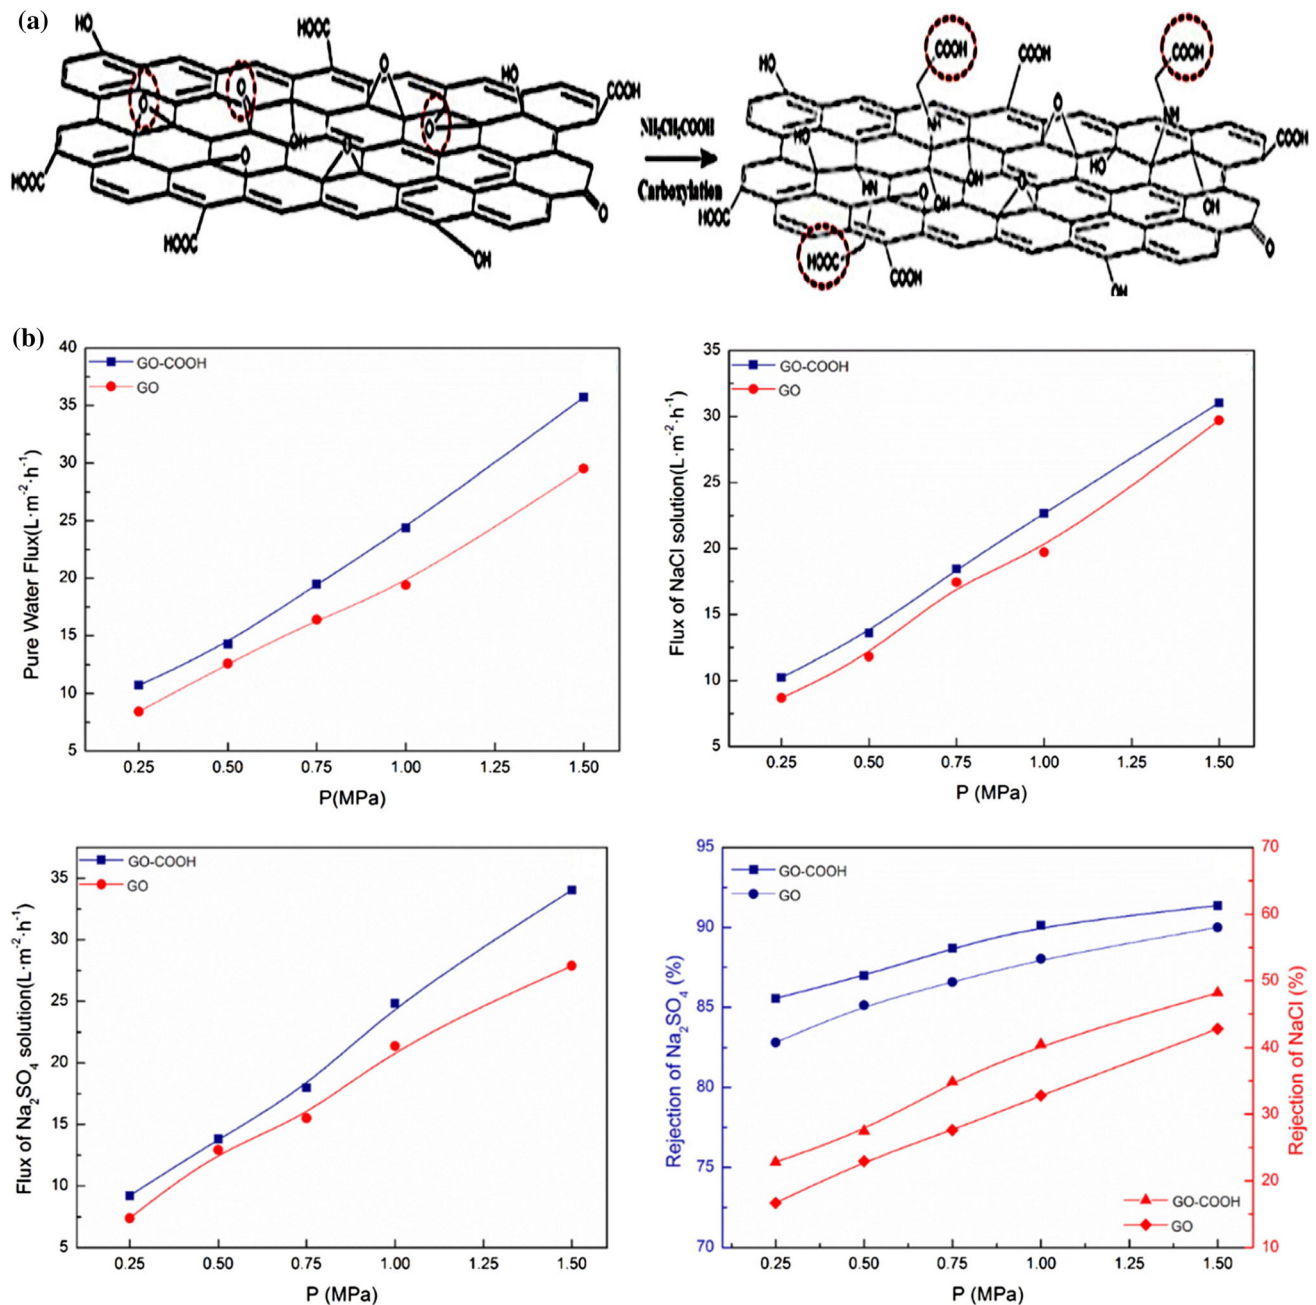 (a)
HO
HOOC
O
HO
COOH
O
O
O
O
OH
O
HOOC
O
HOOC
OH
NH2CH2COOH
Carboxylation
COOH
COOH
COOH
HO
O
NH
NH
HO
COOH
HO
HN
OH
O
O
OH
OH
HOOC
O
HOOC
COOH
OH
(b)
GO-COOH
GO
Pure Water Flux(L·m⁻²·h⁻¹)
40
35
30
25
20
15
10
5
0.25 0.50 0.75 1.00 1.25 1.50
P(MPa)
GO-COOH
GO
Flux of NaCl solution(L·m⁻²·h⁻¹)
35
30
25
20
15
10
5
0.25 0.50 0.75 1.00 1.25 1.50
P (MPa)
GO-COOH
GO
Flux of Na₂SO₄ solution(L·m⁻²·h⁻¹)
35
30
25
20
15
10
5
0.25 0.50 0.75 1.00 1.25 1.50
P (MPa)
GO-COOH
GO
Rejection of Na₂SO₄ (%)
95
90
85
80
75
70
70
60
50
40
30
20
10
Rejection of NaCl (%)
GO-COOH
GO
0.25 0.50 0.75 1.00 1.25 1.50
P (MPa)